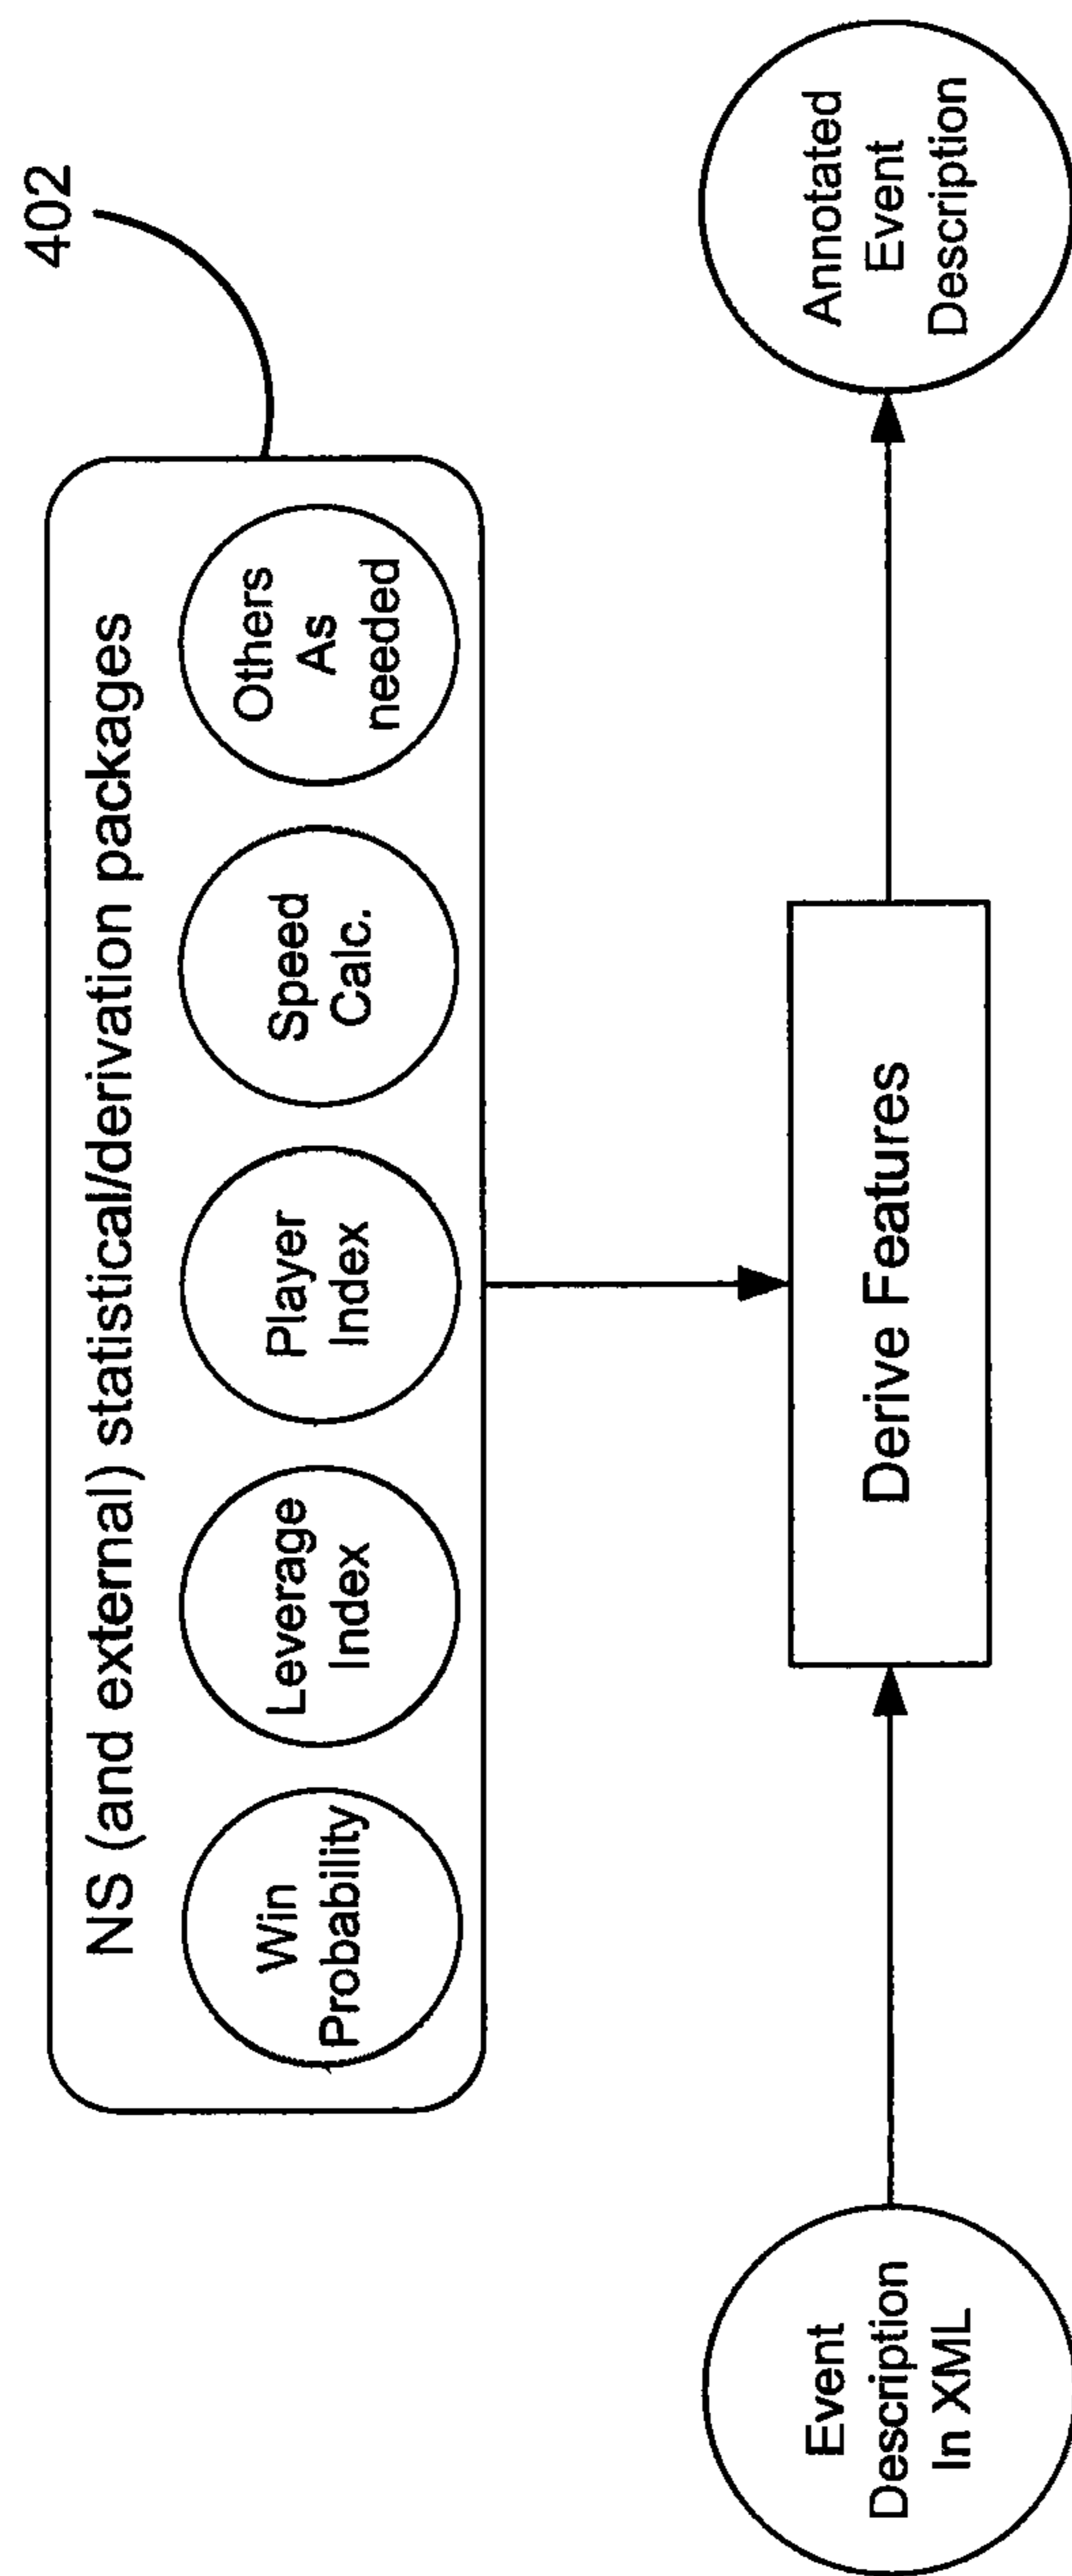 402
NS (and external) statistical/derivation packages
Win
Probability
Leverage
Index
Player
Index
Speed
Calc.
Others
As
needed
Event
Description
In XML
Derive Features
Annotated
Event
Description